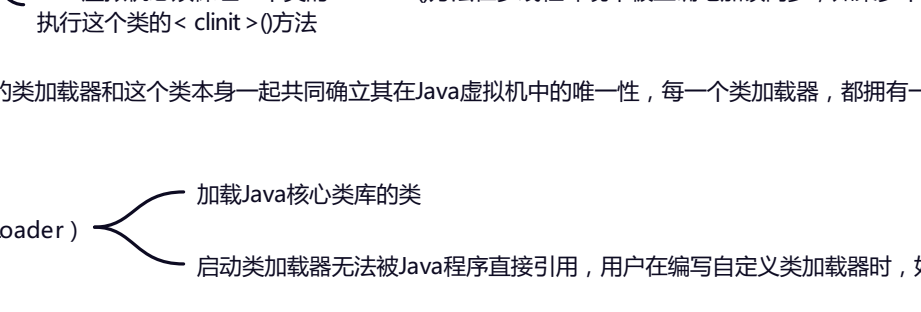 执行这个类的< clinit >()方法
的类加载器和这个类本身一起共同确立其在Java虚拟机中的唯一性，每一个类加载器，都拥有一
加载Java核心类库的类
oader）
启动类加载器无法被Java程序直接引用，用户在编写自定义类加载器时，